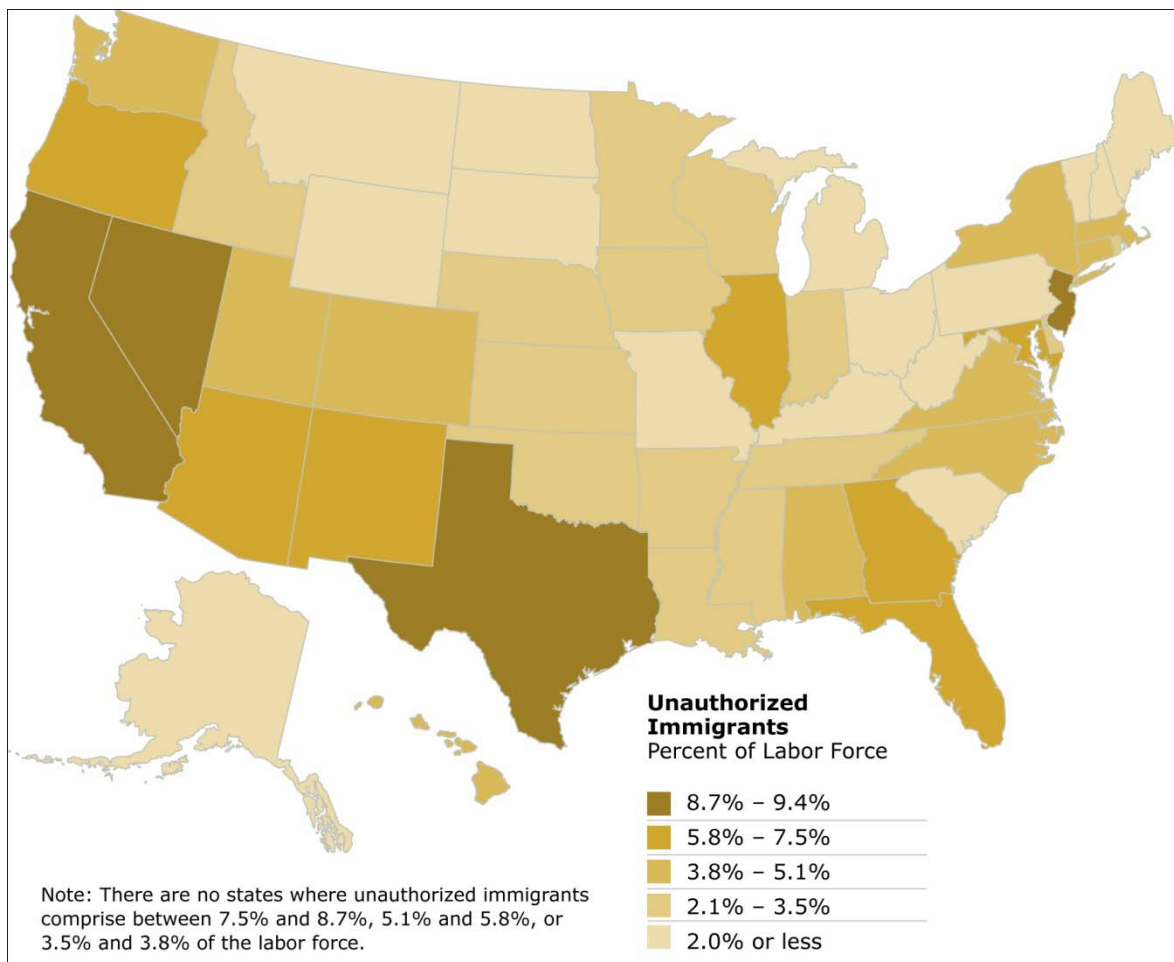 Unauthorized
Immigrants
Percent of Labor Force
8.7% – 9.4%
5.8% – 7.5%
3.8% – 5.1%
2.1% – 3.5%
2.0% or less
Note: There are no states where unauthorized immigrants
comprise between 7.5% and 8.7%, 5.1% and 5.8%, or
3.5% and 3.8% of the labor force.